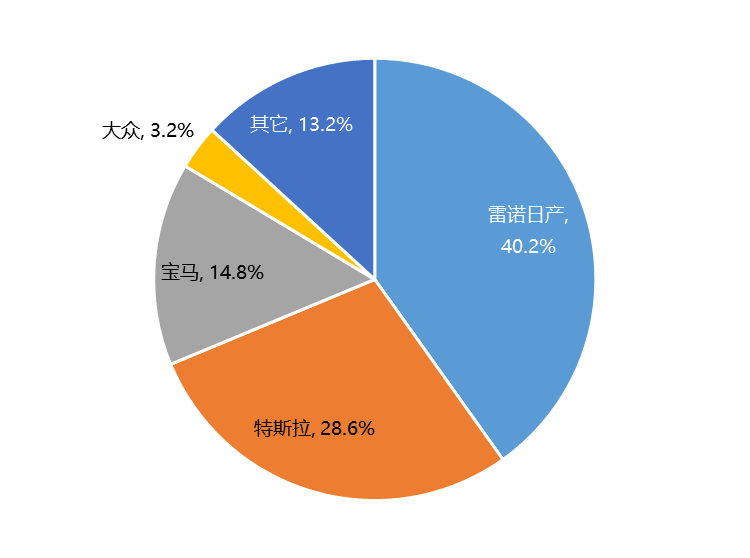 其它, 13.2%
大众, 3.2%
雷诺日产,
40.2%
宝马, 14.8%
特斯拉, 28.6%